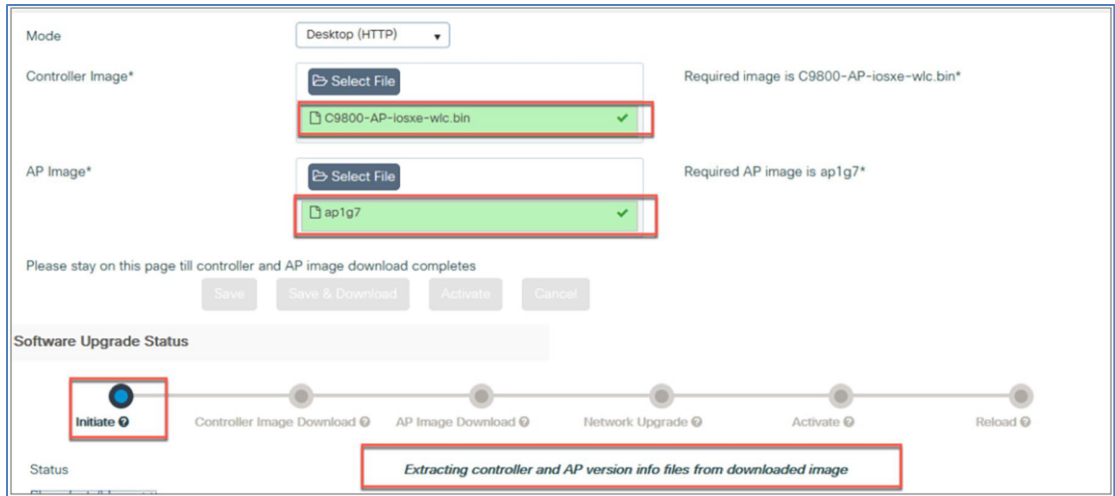 Mode
Desktop (HTTP)
Controller Image*
Select File
Required image is C9800-AP-iosxe-wlc.bin*
C9800-AP-iosxe-wlc.bin
AP Image*
Select File
Required AP image is ap1g7*
ap1g7
Please stay on this page till controller and AP image download completes
Save Save & Download Activate Cancel
Software Upgrade Status
Initiate Controller Image Download AP Image Download Network Upgrade Activate Reload
Status
Extracting controller and AP version info files from downloaded image